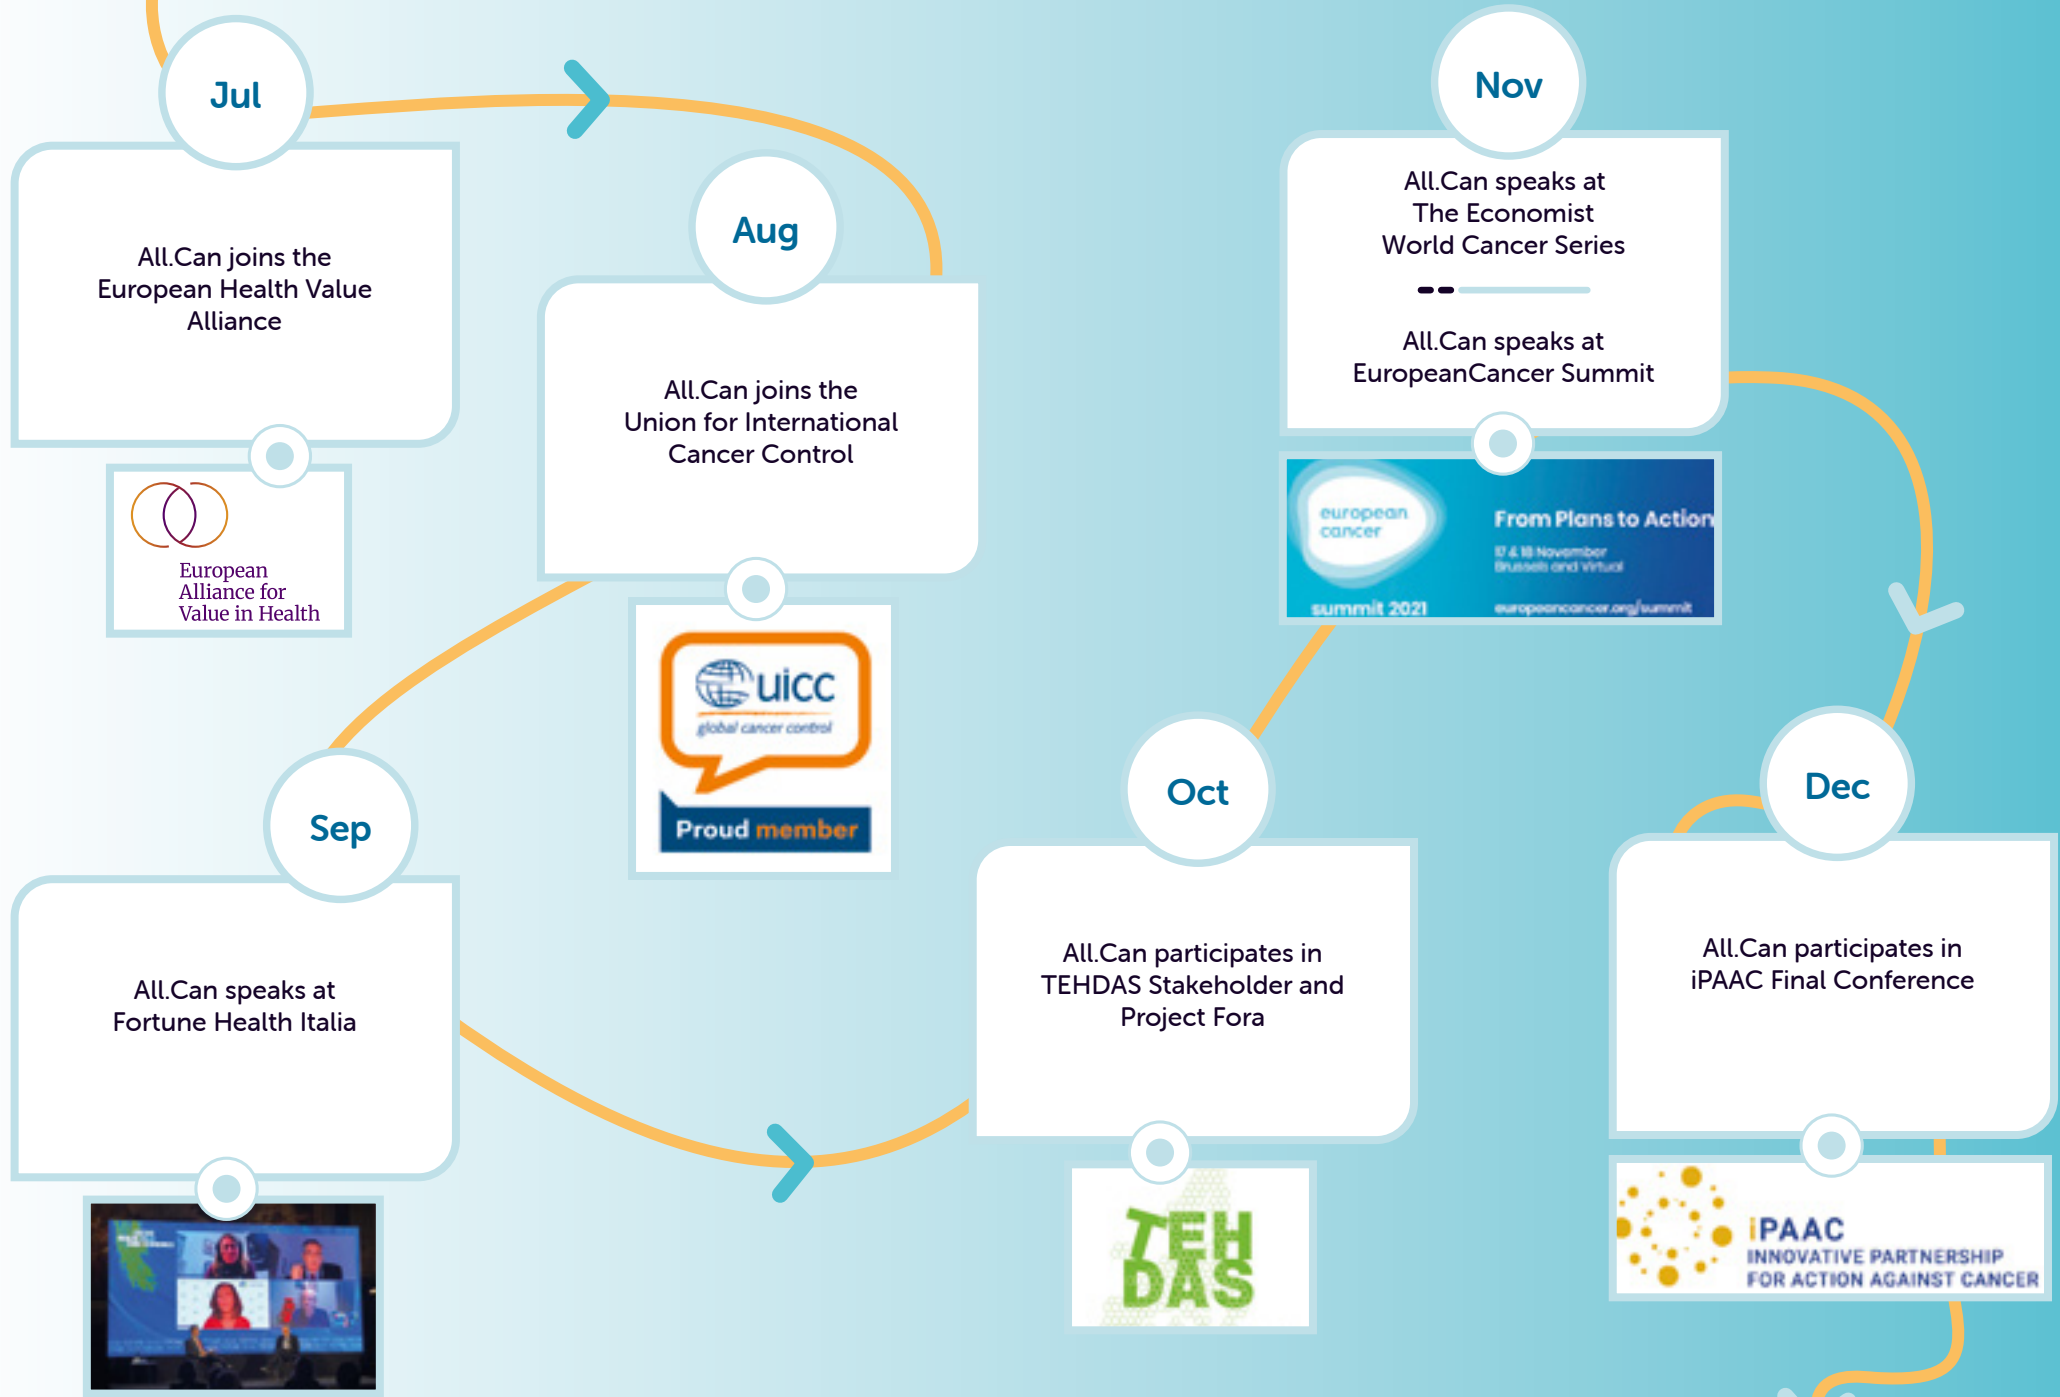 Jul
All.Can joins the
European Health Value
Alliance
European
Alliance for
Value in Health
Aug
All.Can joins the
Union for International
Cancer Control
uicc
global cancer control
Proud member
Sep
All.Can speaks at
Fortune Health Italia
Oct
All.Can participates in
TEHDAS Stakeholder and
Project Fora
TEH
DAS
Nov
All.Can speaks at
The Economist
World Cancer Series
All.Can speaks at
EuropeanCancer Summit
european
cancer
summit 2021
From Plans to Action
17 & 18 November
Brussels and Virtual
europeancancer.org/summit
Dec
All.Can participates in
iPAAC Final Conference
iPAAC
INNOVATIVE PARTNERSHIP
FOR ACTION AGAINST CANCER